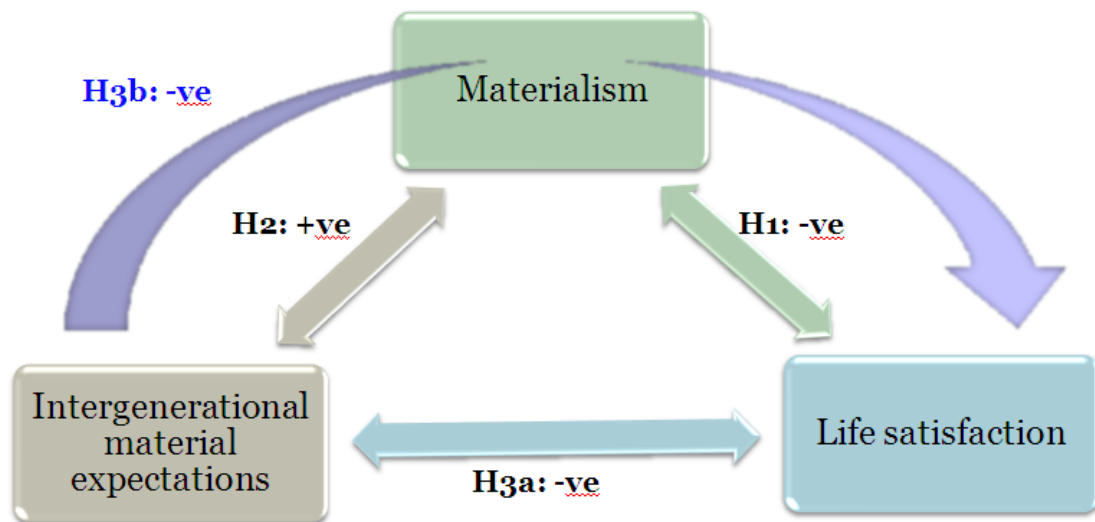 Materialism
H3b: -ve
H2: +ve
H1: -ve
Intergenerational
material
expectations
Life satisfaction
H3a: -ve